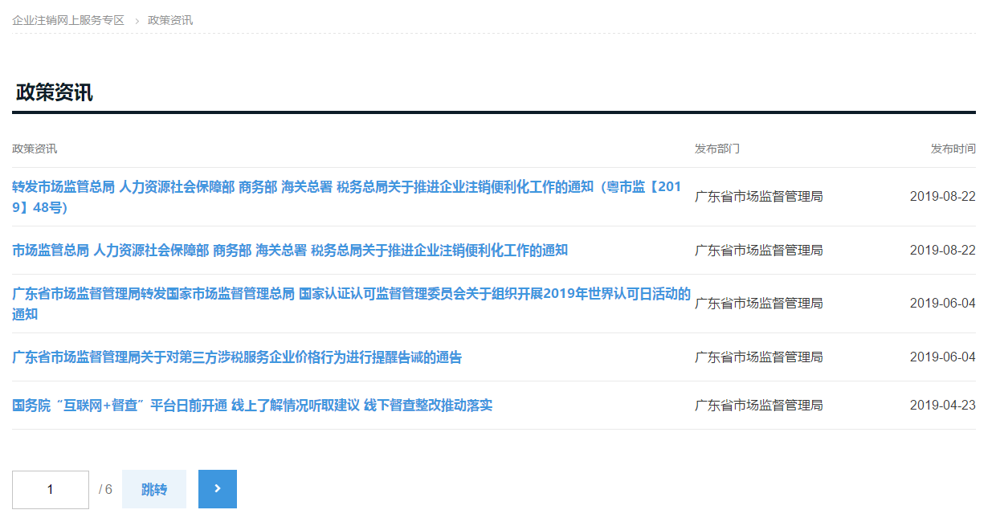 企业注销网上服务专区 › 政策资讯
政策资讯
政策资讯 发布部门 发布时间
转发市场监管总局 人力资源社会保障部 商务部 海关总署 税务总局关于推进企业注销便利化工作的通知（粤市监【201
9】48号） 广东省市场监督管理局 2019-08-22
市场监管总局 人力资源社会保障部 商务部 海关总署 税务总局关于推进企业注销便利化工作的通知 广东省市场监督管理局 2019-08-22
广东省市场监督管理局转发国家市场监督管理总局 国家认证认可监督管理委员会关于组织开展2019年世界认可日活动的
通知 广东省市场监督管理局 2019-06-04
广东省市场监督管理局关于对第三方涉税服务企业价格行为进行提醒告诫的通告 广东省市场监督管理局 2019-06-04
国务院“互联网+督查”平台日前开通 线上了解情况听取建议 线下督查整改推动落实 广东省市场监督管理局 2019-04-23
1 / 6 跳转 ›